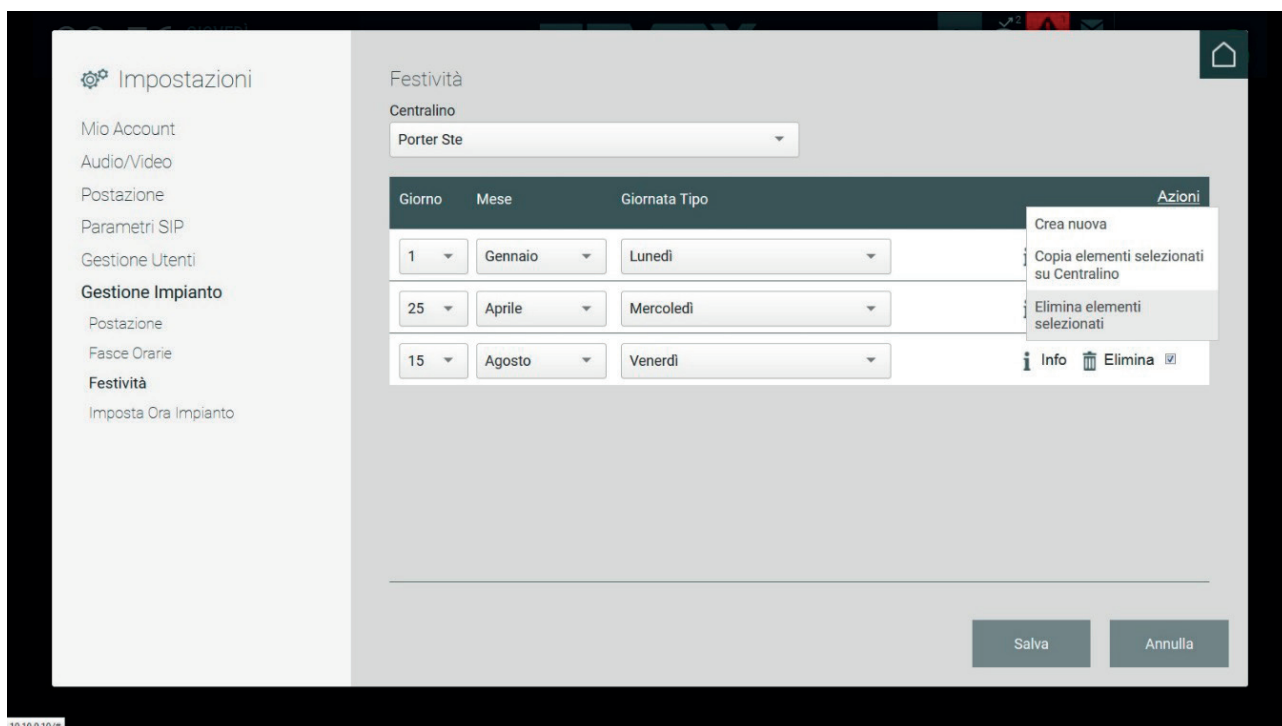 Impostazioni
Mio Account
Audio/Video
Postazione
Parametri SIP
Gestione Utenti
Gestione Impianto
Postazione
Fasce Orarie
Festività
Imposta Ora Impianto
Festività
Centralino
Porter Ste
Giorno Mese Giornata Tipo Azioni
Crea nuova
Copia elementi selezionati
su Centralino
Elimina elementi
selezionati
1 Gennaio Lunedì
25 Aprile Mercoledì
15 Agosto Venerdì Info Elimina
Salva Annulla